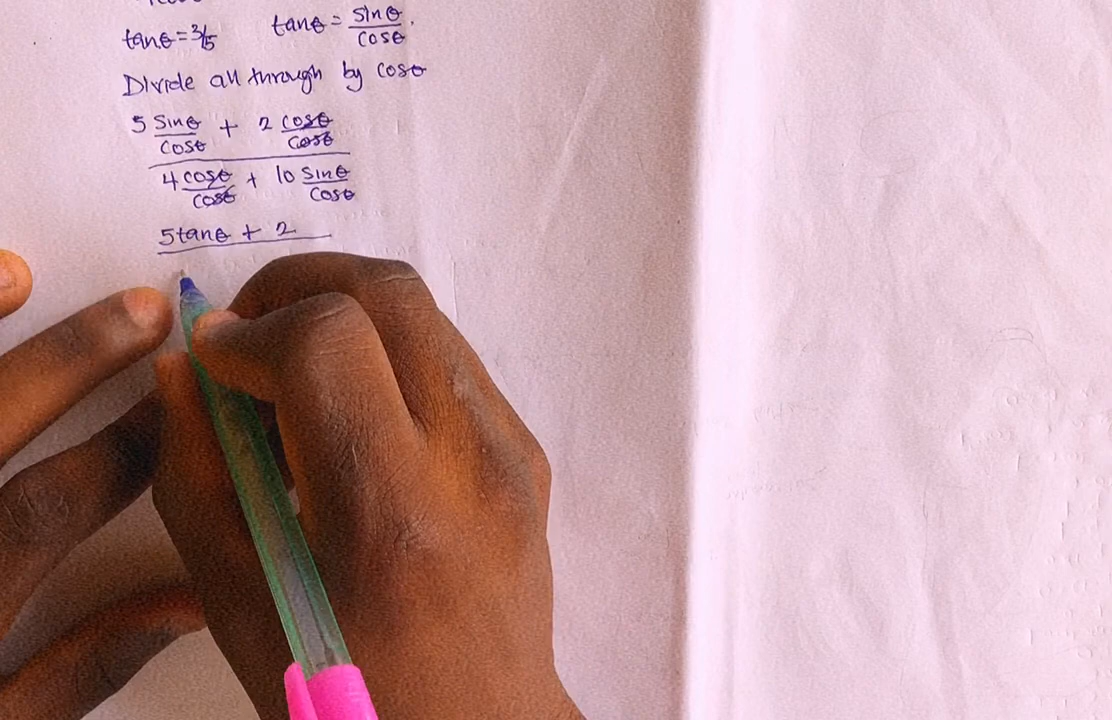 tanθ = 3/5 tanθ = sinθ/cosθ.
Divide all through by cosθ
5 sinθ/cosθ + 2 cosθ/cosθ
4 cosθ/cosθ + 10 sinθ/cosθ
5tanθ + 2